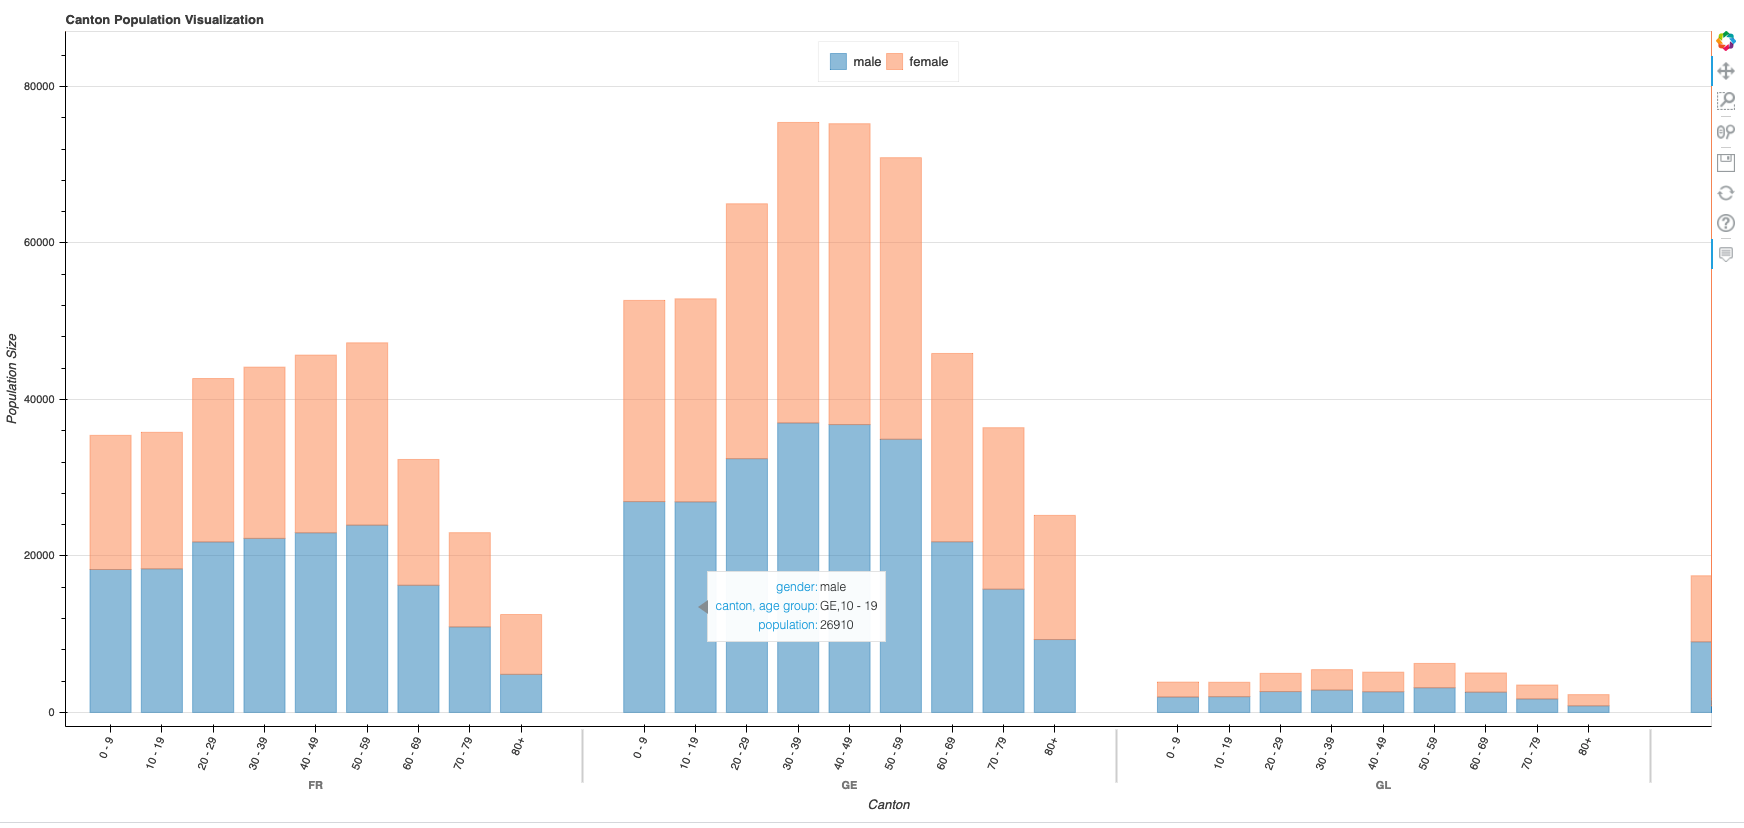 Canton Population Visualization
male female
80000
60000
40000
20000
0
Population Size
gender: male
canton, age group: GE,10 - 19
population: 26910
0 - 9 10 - 19 20 - 29 30 - 39 40 - 49 50 - 59 60 - 69 70 - 79 80+ 0 - 9 10 - 19 20 - 29 30 - 39 40 - 49 50 - 59 60 - 69 70 - 79 80+ 0 - 9 10 - 19 20 - 29 30 - 39 40 - 49 50 - 59 60 - 69 70 - 79 80+
FR GE GL
Canton